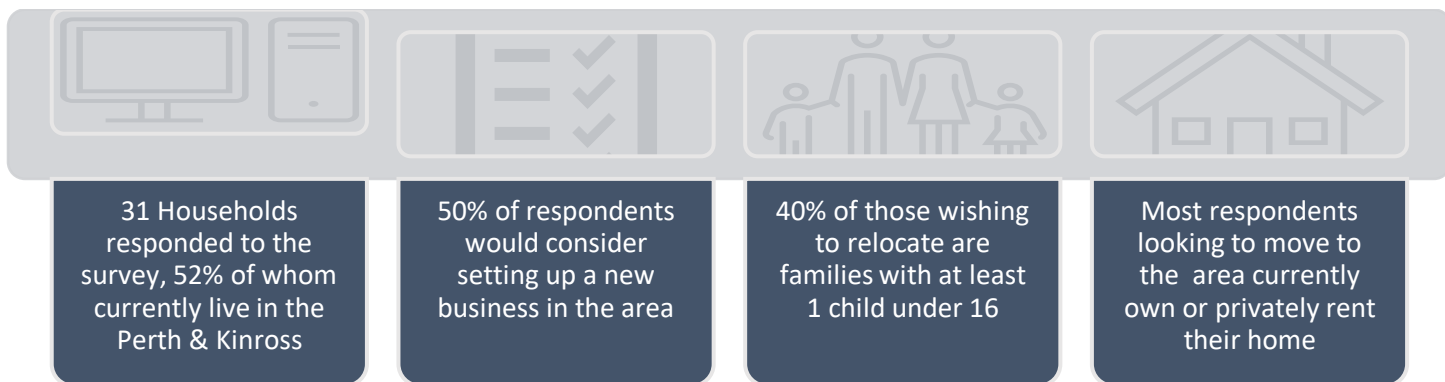 31 Households
responded to the
survey, 52% of whom
currently live in the
Perth & Kinross
50% of respondents
would consider
setting up a new
business in the area
40% of those wishing
to relocate are
families with at least
1 child under 16
Most respondents
looking to move to
the area currently
own or privately rent
their home